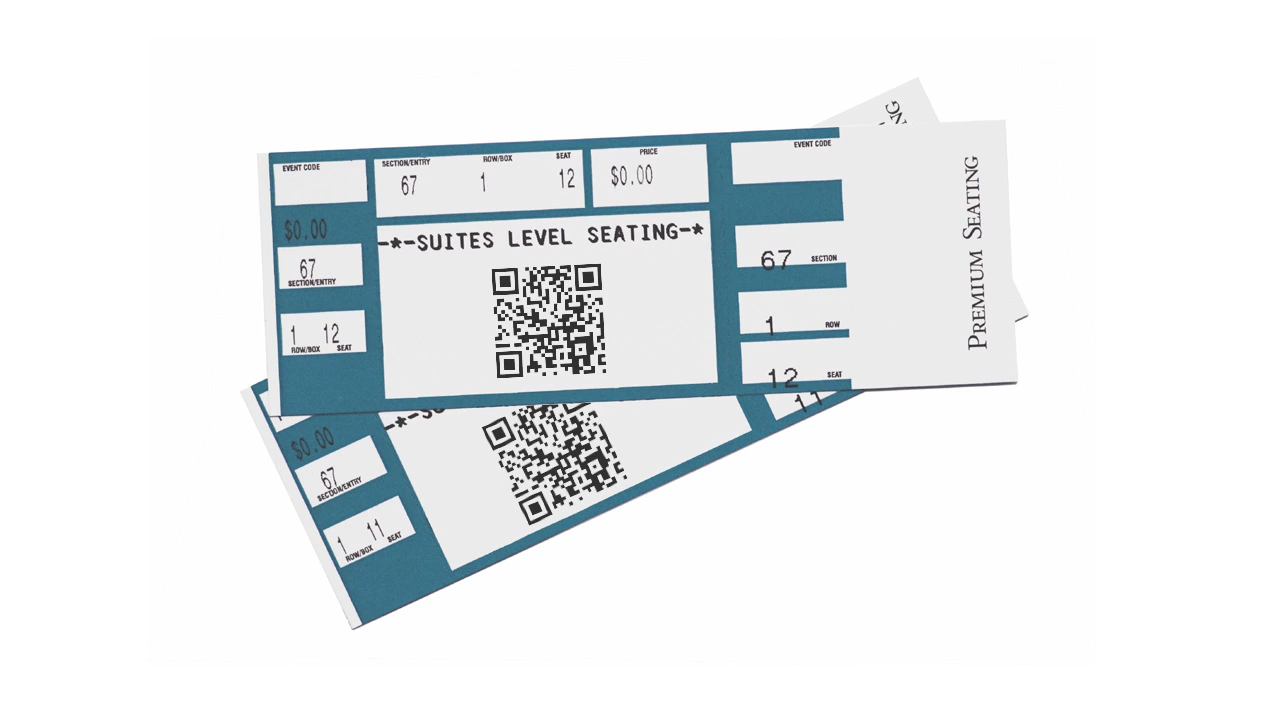 EVENT CODE
$0.00
67
SECTION/ENTRY
1 12
ROW/BOX SEAT
SECTION/ENTRY ROW/BOX SEAT
67 1 12
PRICE
$0.00
-*-SUITES LEVEL SEATING-*
EVENT CODE
67 SECTION
1 ROW
12 SEAT
PREMIUM SEATING
$0.00
67
SECTION/ENTRY
1 11
ROW/BOX SEAT
11